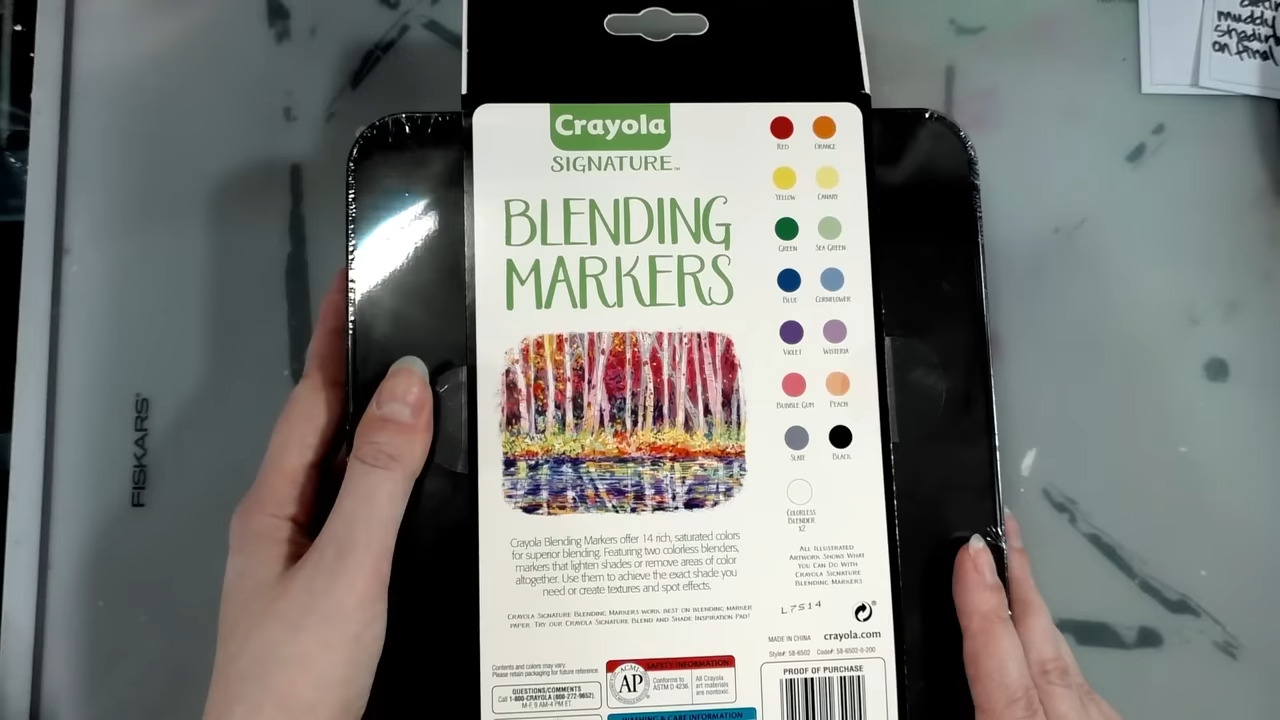 muddy
shadin
on final
Crayola
SIGNATURE™
BLENDING
MARKERS
RED
ORANGE
YELLOW
CANARY
GREEN
SEA GREEN
BLUE
CORNFLOWER
VIOLET
WISTERIA
BUBBLE GUM
PEACH
SLATE
BLACK
COLORLESS
BLENDER
X2
Crayola Blending Markers offer 14 rich, saturated colors
for superior blending. Featuring two colorless blenders,
markers that lighten shades or remove areas of color
altogether. Use them to achieve the exact shade you
need or create textures and spot effects.
CRAYOLA SIGNATURE BLENDING MARKERS WORK BEST ON BLENDING MARKER
PAPER. TRY OUR CRAYOLA SIGNATURE BLEND AND SHADE INSPIRATION PAD!
ALL ILLUSTRATED
ARTWORK SHOWS WHAT
YOU CAN DO WITH
CRAYOLA SIGNATURE
BLENDING MARKERS
L7514
MADE IN CHINA
crayola.com
Style#: 58-6502 Code#: 58-6502-0-200
PROOF OF PURCHASE
Contents and colors may vary.
Please retain packaging for future reference.
QUESTIONS/COMMENTS
Call 1-800-CRAYOLA (800-272-9652),
M-F, 9 AM-4 PM ET
SAFETY INFORMATION
ACMI
AP
Conforms to
ASTM D 4236.
All Crayola
art materials
are nontoxic.
WARNING & CARE INFORMATION
FISKARS®